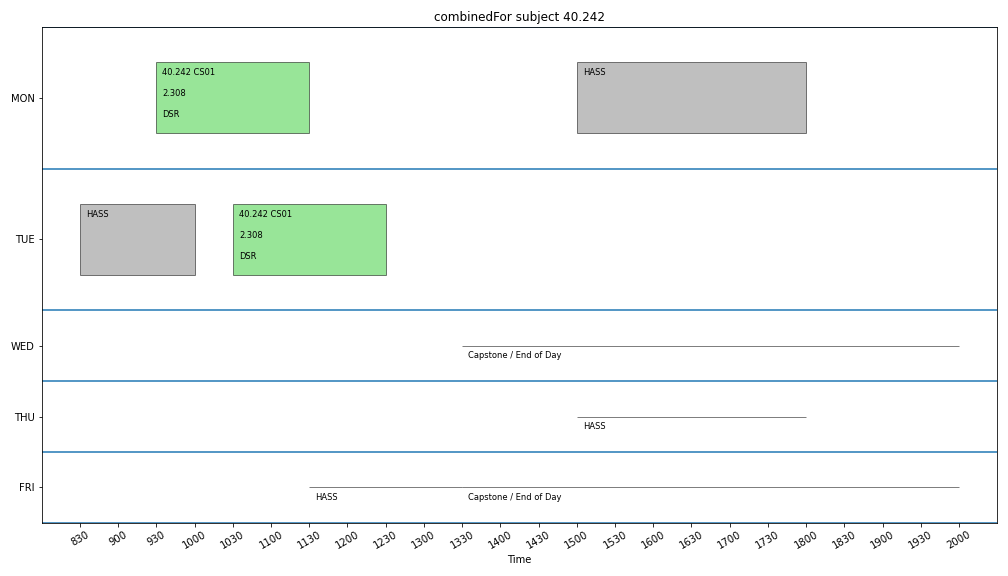 combinedFor subject 40.242
MON
40.242 CS01
2.308
DSR
HASS
TUE
HASS
40.242 CS01
2.308
DSR
WED
Capstone / End of Day
THU
HASS
FRI
HASS
Capstone / End of Day
830 900 930 1000 1030 1100 1130 1200 1230 1300 1330 1400 1430 1500 1530 1600 1630 1700 1730 1800 1830 1900 1930 2000
Time